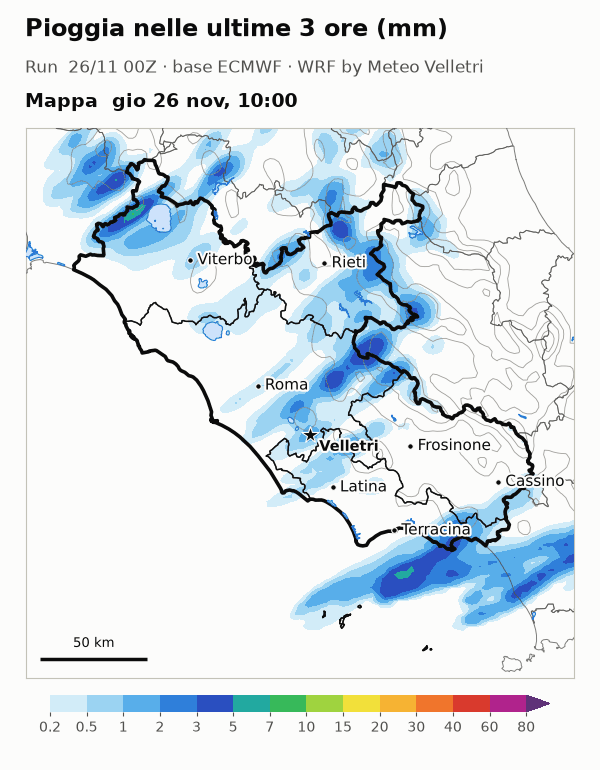 Pioggia nelle ultime 3 ore (mm)
Run  26/11 00Z · base ECMWF · WRF by Meteo Velletri
Mappa  gio 26 nov, 10:00
Viterbo
Rieti
Roma
Velletri
Frosinone
Latina
Cassino
Terracina
50 km
0.2 0.5 1 2 3 5 7 10 15 20 30 40 60 80